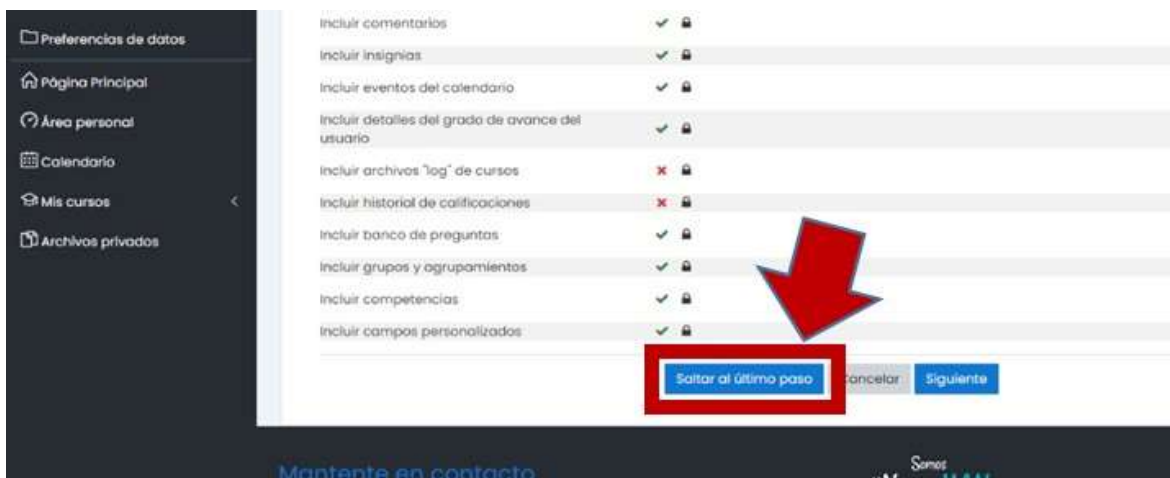 Preferencias de datos
Página Principal
Área personal
Calendario
Mis cursos
Archivos privados
Incluir comentarios
Incluir insignias
Incluir eventos del calendario
Incluir detalles del grado de avance del
usuario
Incluir archivos "log" de cursos
Incluir historial de calificaciones
Incluir banco de preguntas
Incluir grupos y agrupamientos
Incluir competencias
Incluir campos personalizados
Saltar al último paso
Cancelar
Siguiente
Mantente en contacto
Somos